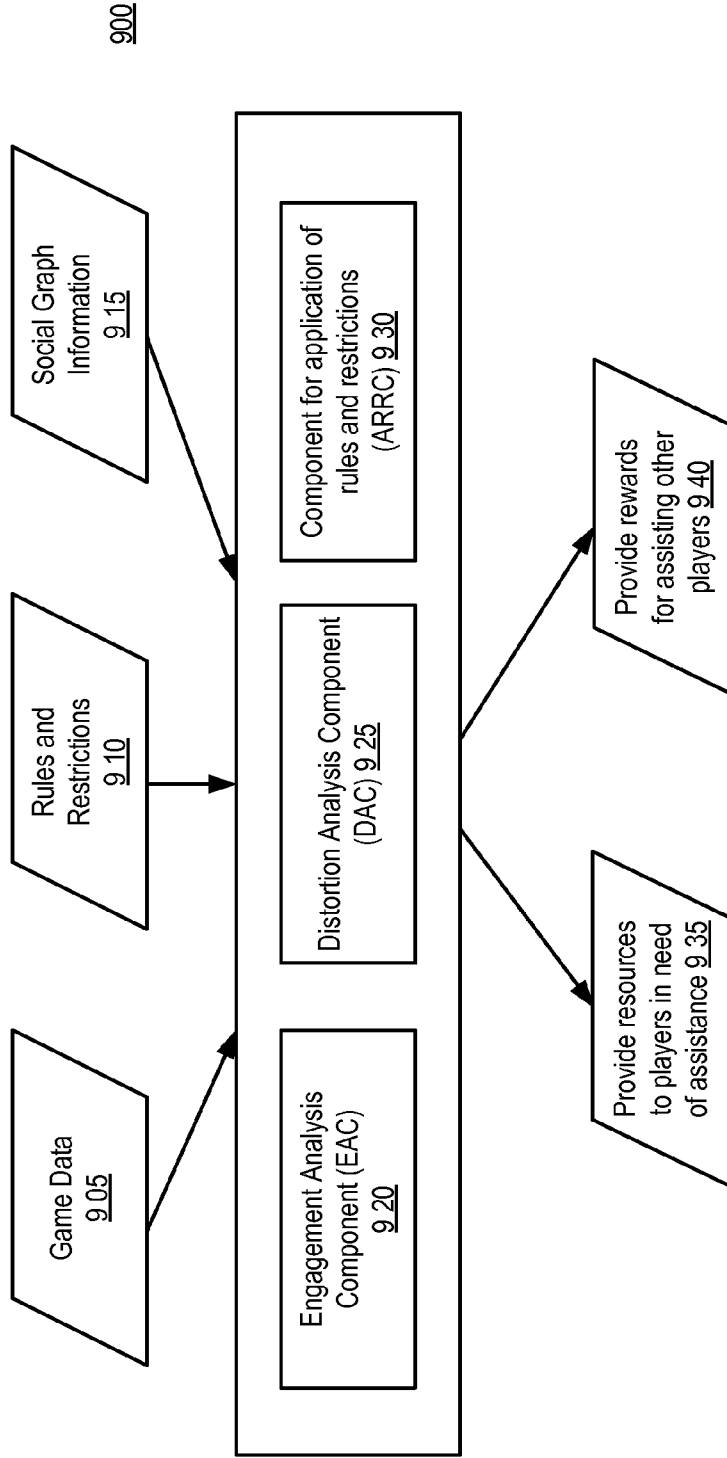 900
Game Data
9.05
Rules and
Restrictions
9.10
Social Graph
Information
9.15
Engagement Analysis
Component (EAC)
9.20
Distortion Analysis Component
(DAC) 9.25
Component for application of
rules and restrictions
(ARRC) 9.30
Provide resources
to players in need
of assistance 9.35
Provide rewards
for assisting other
players 9.40